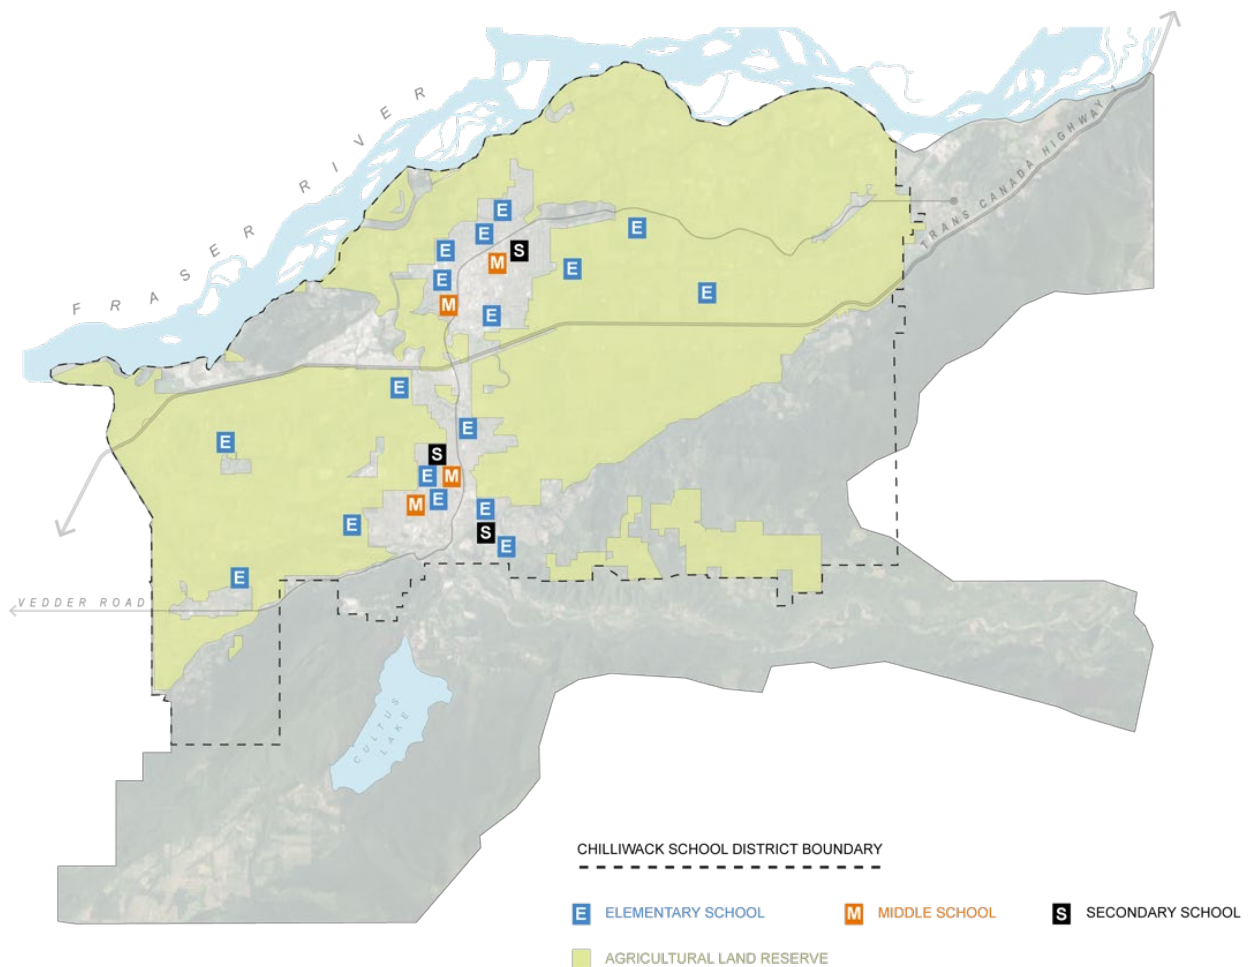 FRASER RIVER
TRANS CANADA HIGHWAY 1
E
E
S
E
E
M
E
E
E
M
E
E
E
E
E
S
E
M
E
M
E
E
S
E
E
VEDDER ROAD
CULTUS
LAKE
CHILLIWACK SCHOOL DISTRICT BOUNDARY
E ELEMENTARY SCHOOL
M MIDDLE SCHOOL
S SECONDARY SCHOOL
AGRICULTURAL LAND RESERVE